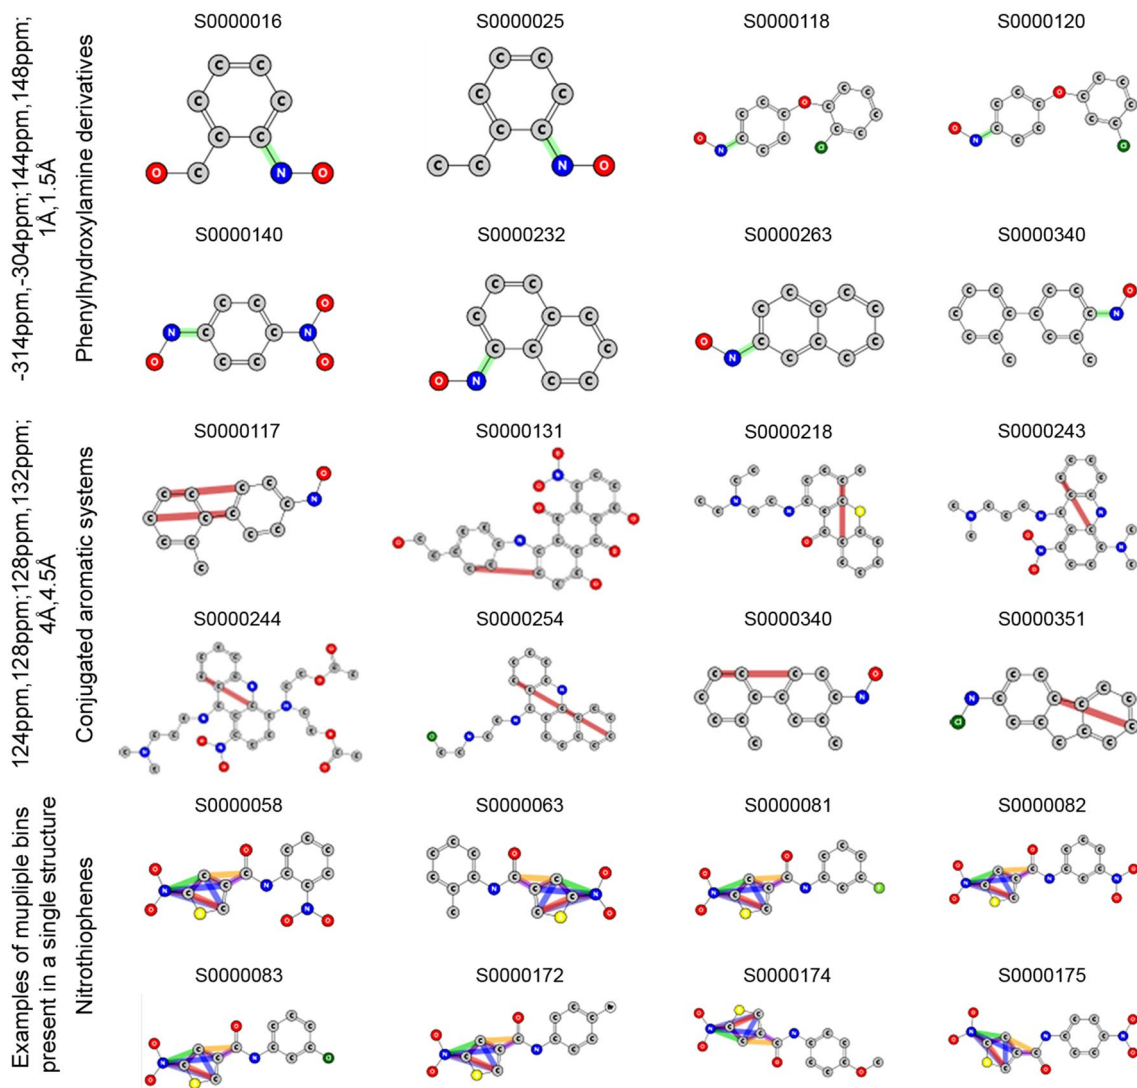 -314ppm,-304ppm;144ppm,148ppm;
1Å,1.5Å
Phenylhydroxylamine derivatives
S0000016 S0000025 S0000118 S0000120
S0000140 S0000232 S0000263 S0000340
124ppm,128ppm;128ppm,132ppm;
4Å,4.5Å
Conjugated aromatic systems
S0000117 S0000131 S0000218 S0000243
S0000244 S0000254 S0000340 S0000351
Examples of mupliple bins
present in a single structure
Nitrothiophenes
S0000058 S0000063 S0000081 S0000082
S0000083 S0000172 S0000174 S0000175